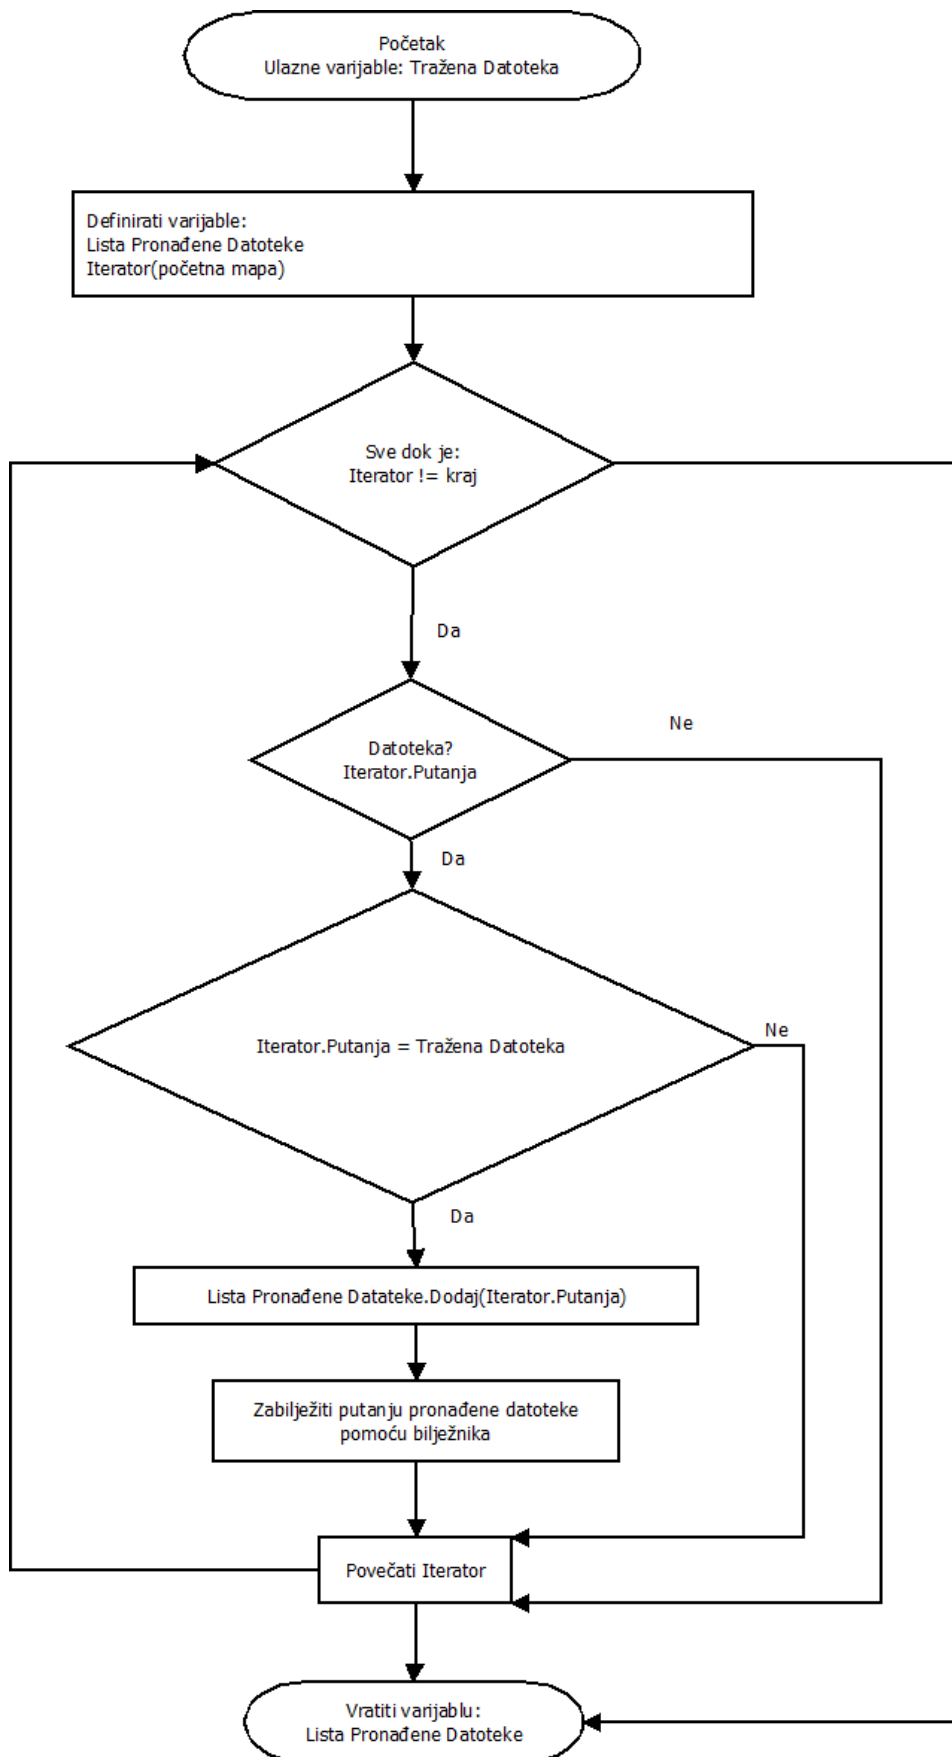 Početak
Ulazne varijable: Tražena Datoteka
Definirati varijable:
Lista Pronađene Datoteke
Iterator(početna mapa)
Sve dok je:
Iterator != kraj
Da
Datoteka?
Iterator.Putanja
Ne
Da
Iterator.Putanja = Tražena Datoteka
Ne
Da
Lista Pronađene Datateke.Dodaj(Iterator.Putanja)
Zabilježiti putanju pronađene datoteke
pomoću bilježnika
Povečati Iterator
Vratiti varijablu:
Lista Pronađene Datoteke